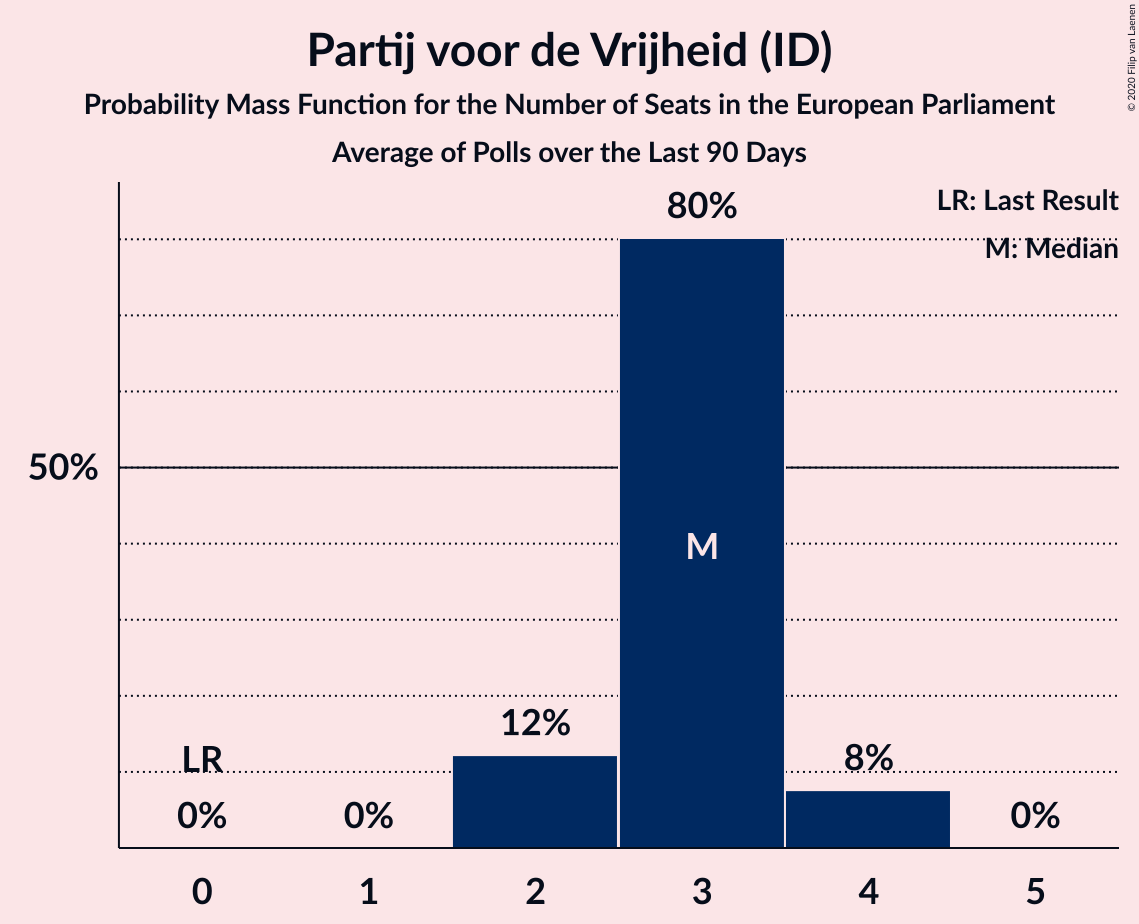 Partij voor de Vrijheid (ID)
Probability Mass Function for the Number of Seats in the European Parliament
Average of Polls over the Last 90 Days
© 2020 Filip van Laenen
LR: Last Result
M: Median
80%
50%
M
12%
LR
8%
0%
0%
0%
0 1 2 3 4 5